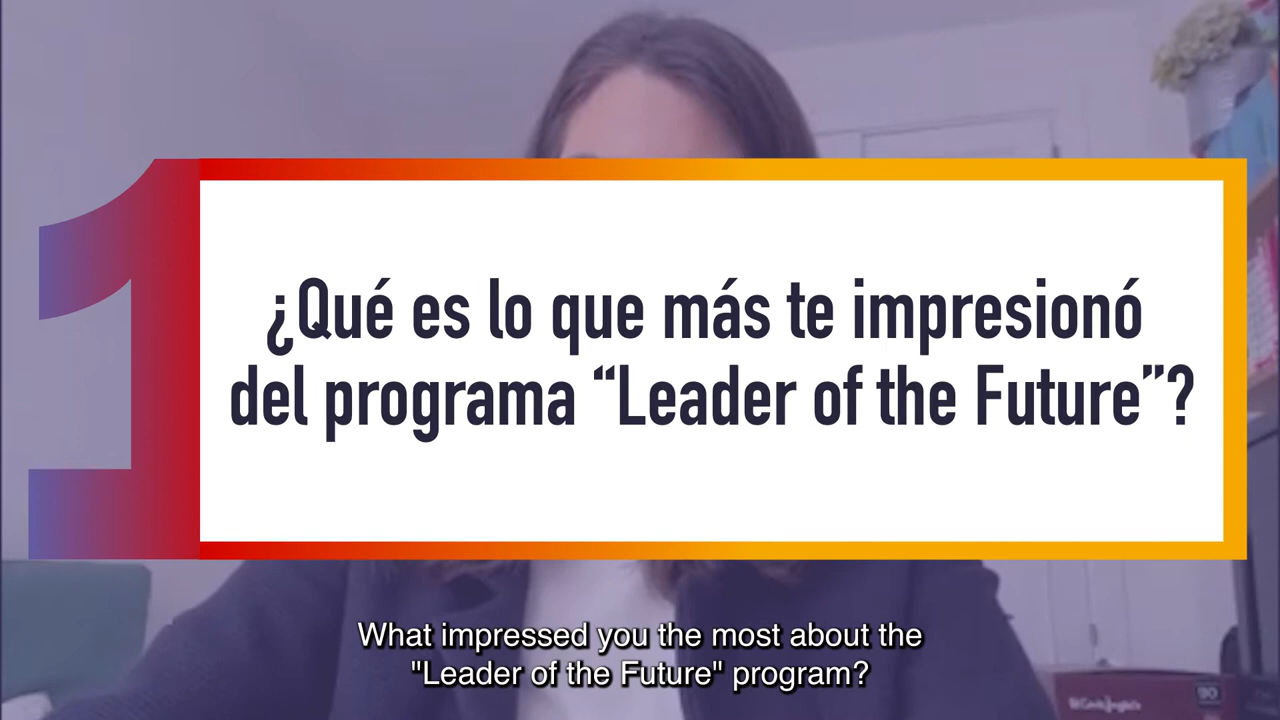 1
¿Qué es lo que más te impresionó
del programa “Leader of the Future”?
What impressed you the most about the
"Leader of the Future" program?